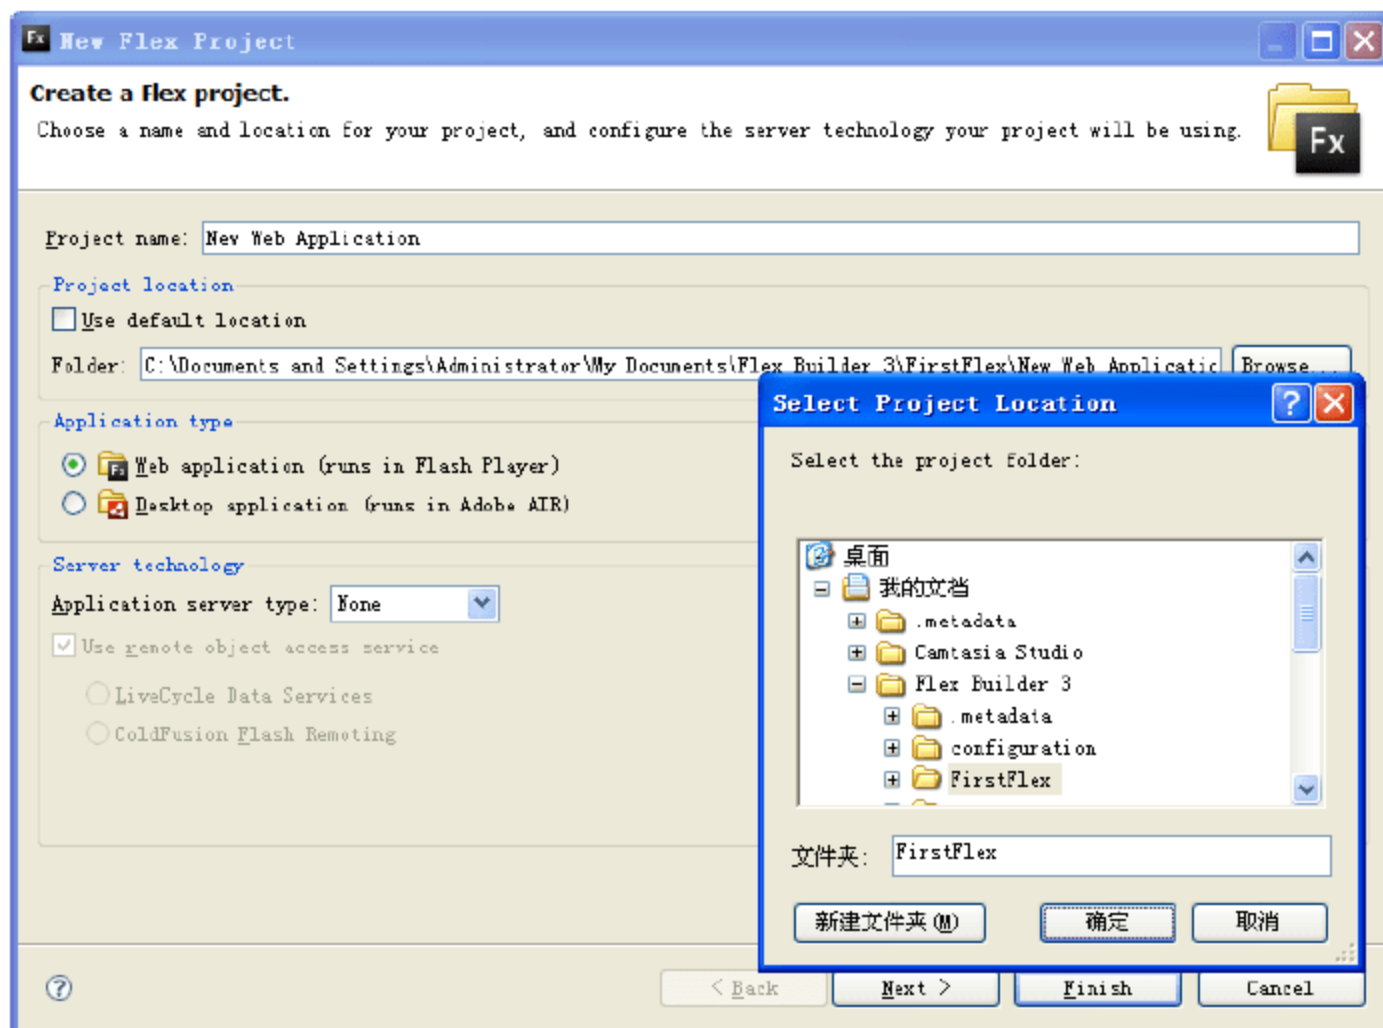 Fx New Flex Project
Create a Flex project.
Choose a name and location for your project, and configure the server technology your project will be using.
Fx
Project name: New Web Application
Project location
Use default location
Folder: C:\Documents and Settings\Administrator\My Documents\Flex Builder 3\FirstFlex\New Web Applicatic Browse...
Application type
Web application (runs in Flash Player)
Desktop application (runs in Adobe AIR)
Server technology
Application server type: None
Use remote object access service
LiveCycle Data Services
ColdFusion Flash Remoting
Select Project Location
Select the project folder:
桌面
我的文档
.metadata
Camtasia Studio
Flex Builder 3
.metadata
configuration
FirstFlex
文件夹: FirstFlex
新建文件夹(M) 确定 取消
< Back Next > Finish Cancel